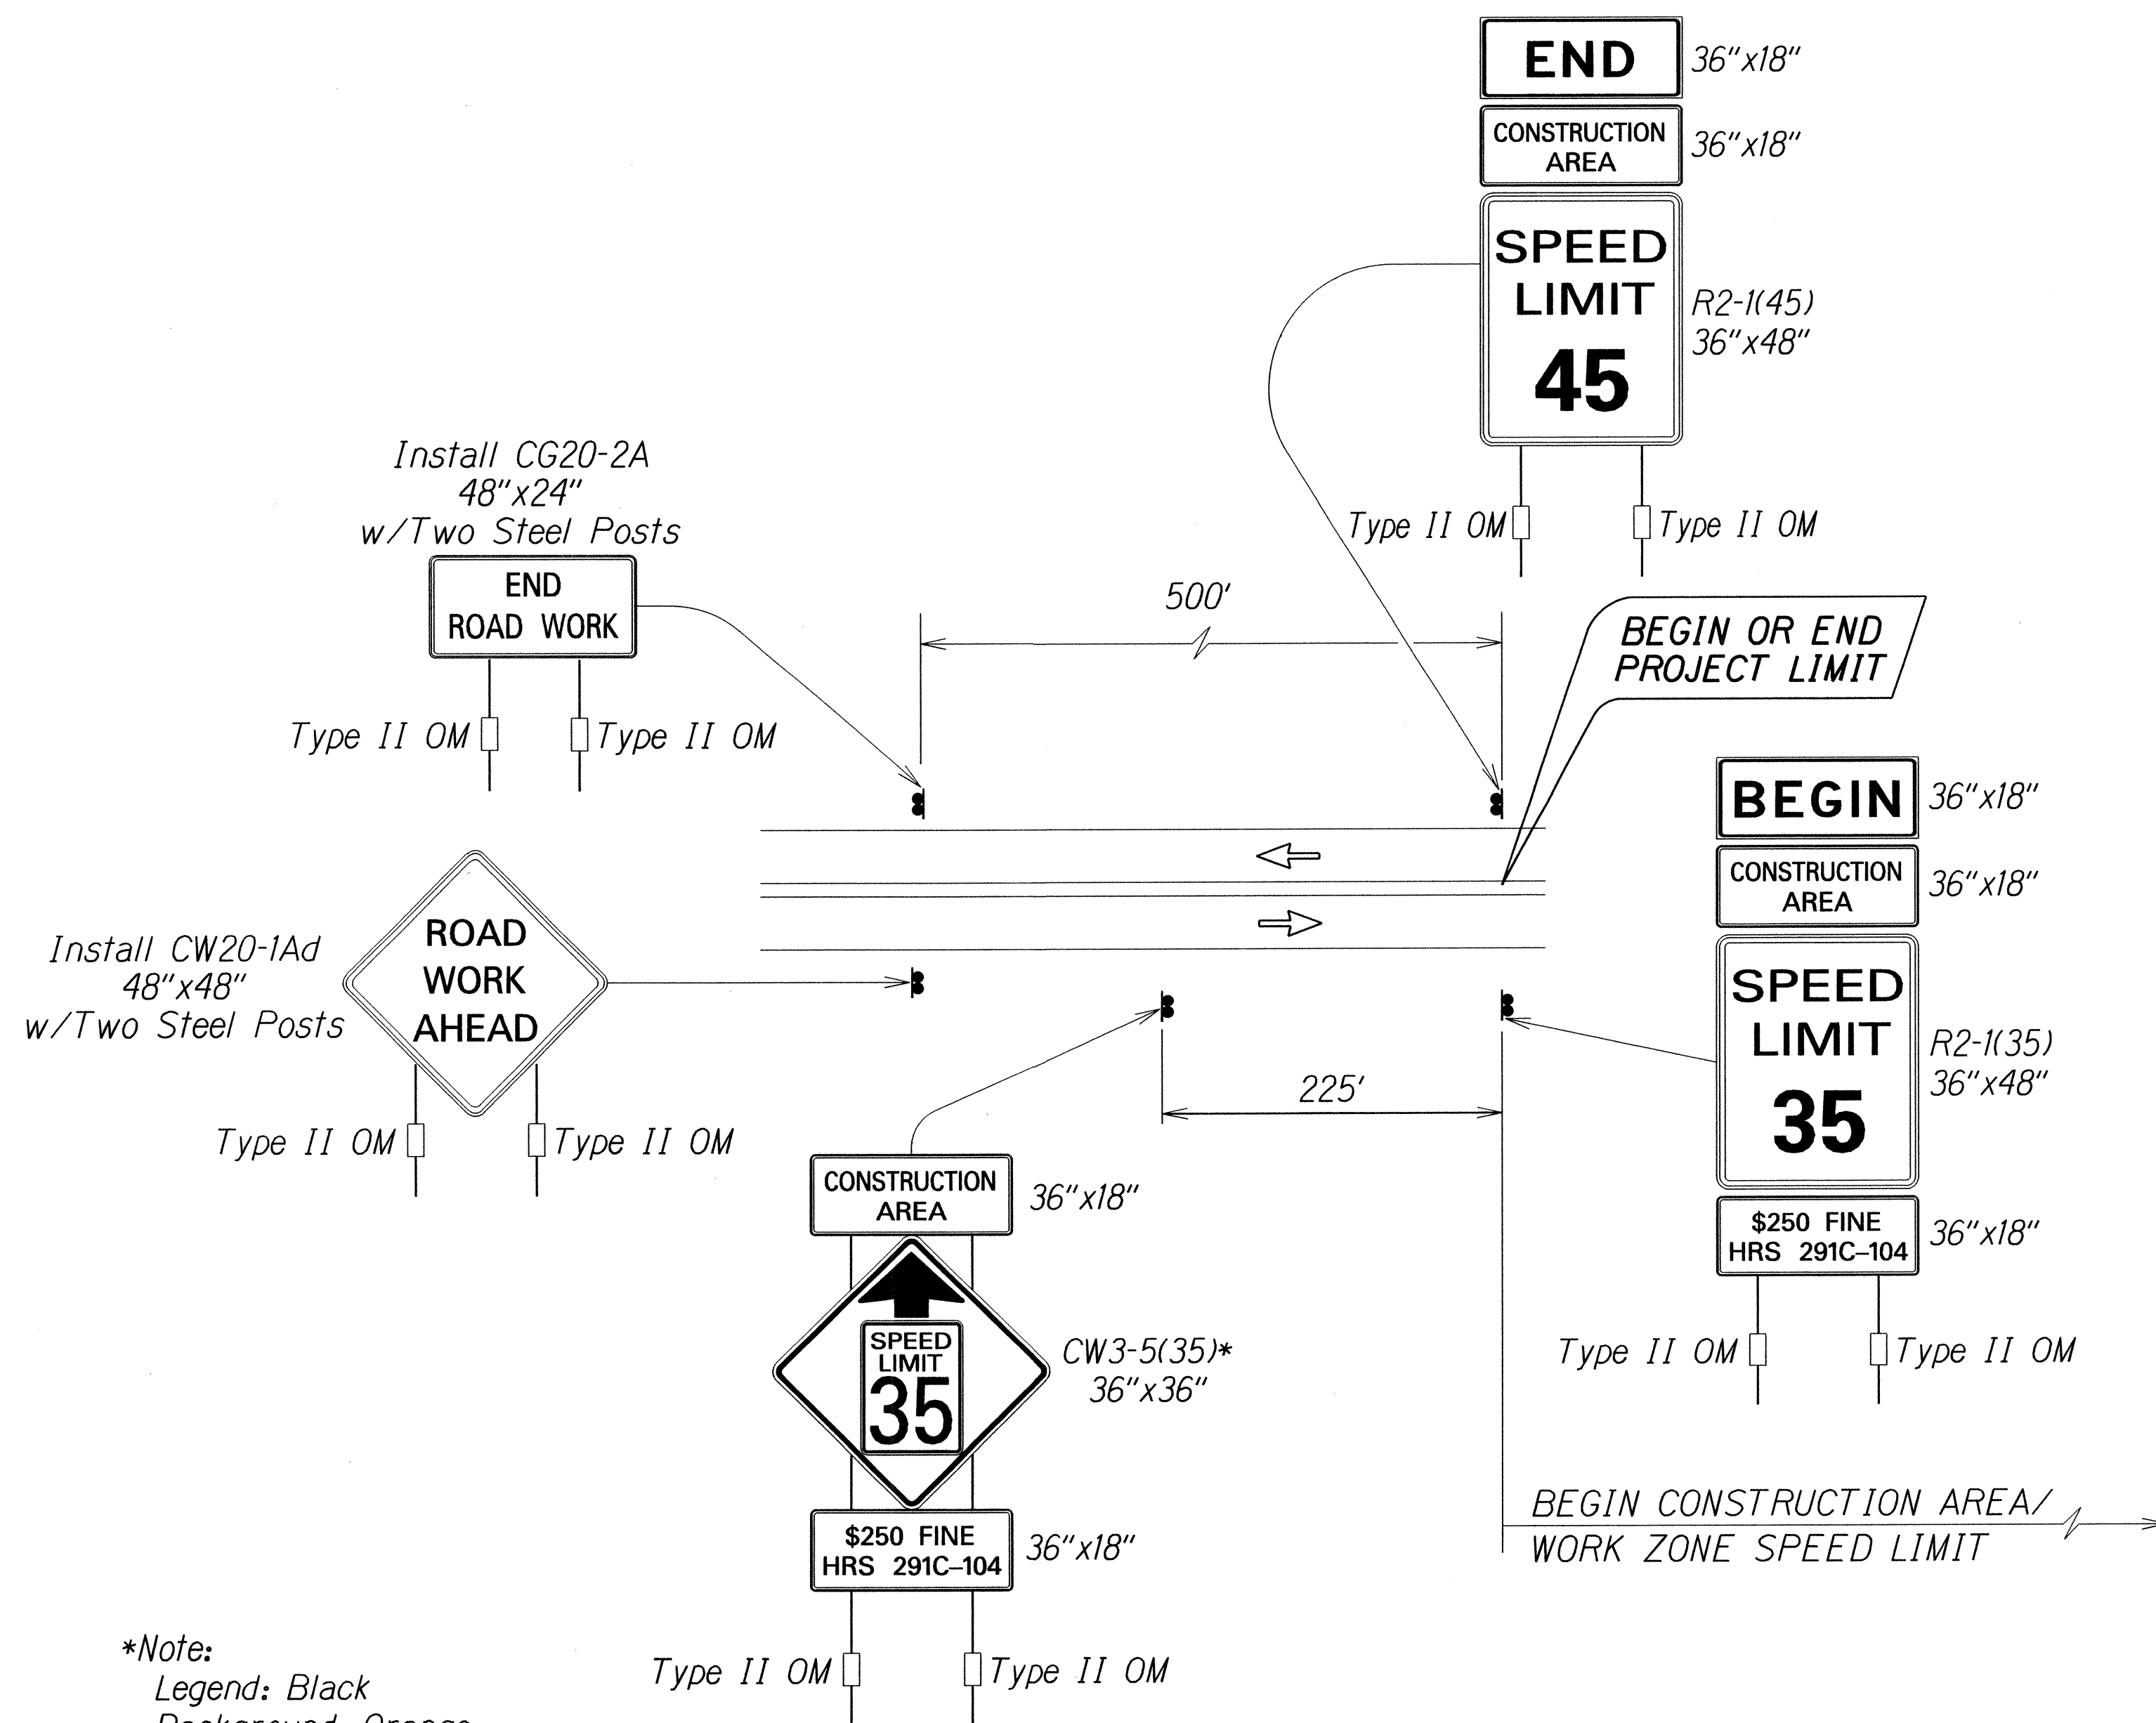 END
36"x18"
CONSTRUCTION
AREA
36"x18"
SPEED
LIMIT
45
R2-1(45)
36"x48"
Type II OM
Type II OM
Install CG20-2A
48"x24"
w/Two Steel Posts
END
ROAD WORK
Type II OM
Type II OM
500'
BEGIN OR END
PROJECT LIMIT
BEGIN
36"x18"
CONSTRUCTION
AREA
36"x18"
SPEED
LIMIT
35
R2-1(35)
36"x48"
$250 FINE
HRS 291C–104
36"x18"
Type II OM
Type II OM
Install CW20-1Ad
48"x48"
w/Two Steel Posts
ROAD
WORK
AHEAD
Type II OM
Type II OM
225'
CONSTRUCTION
AREA
36"x18"
SPEED
LIMIT
35
CW3-5(35)*
36"x36"
$250 FINE
HRS 291C–104
36"x18"
Type II OM
Type II OM
BEGIN CONSTRUCTION AREA/
WORK ZONE SPEED LIMIT
*Note:
Legend: Black
Background: Orange